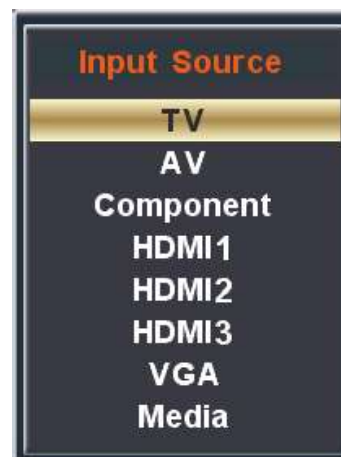 Input Source
TV
AV
Component
HDMI1
HDMI2
HDMI3
VGA
Media